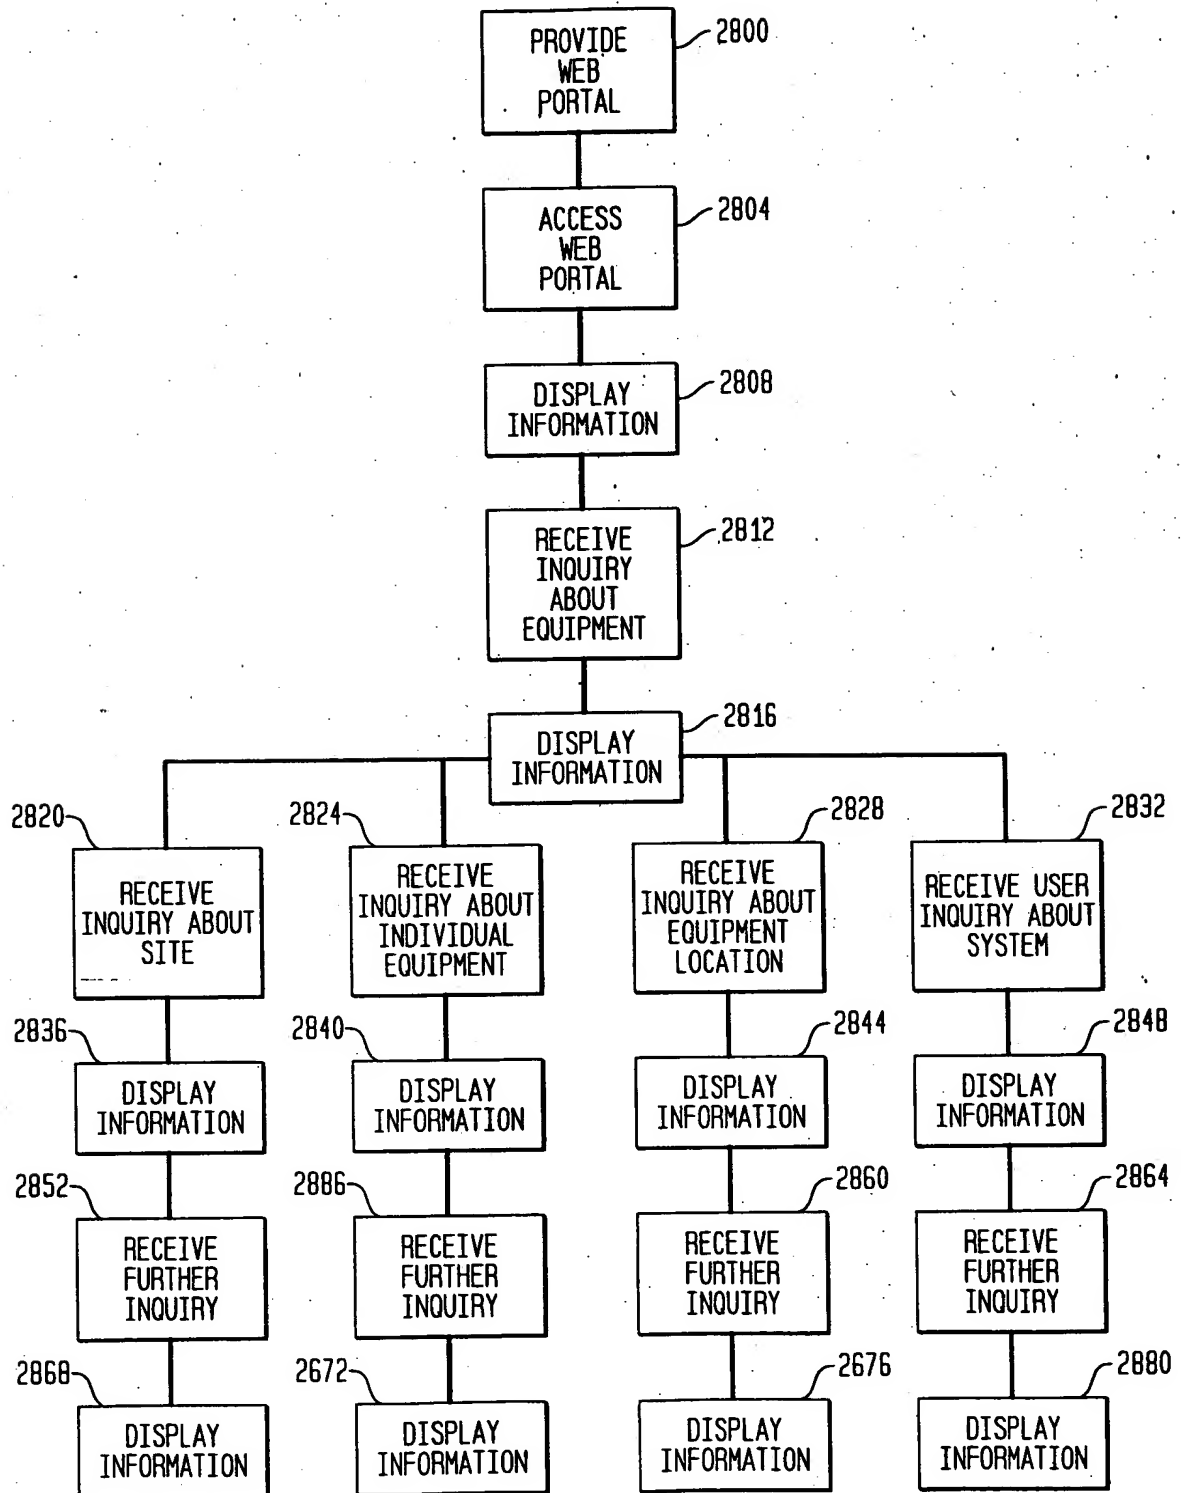 PROVIDE
WEB
PORTAL
2800
ACCESS
WEB
PORTAL
2804
DISPLAY
INFORMATION
2808
RECEIVE
INQUIRY
ABOUT
EQUIPMENT
2812
DISPLAY
INFORMATION
2816
2820
RECEIVE
INQUIRY ABOUT
SITE
2824
RECEIVE
INQUIRY ABOUT
INDIVIDUAL
EQUIPMENT
2828
RECEIVE
INQUIRY ABOUT
EQUIPMENT
LOCATION
2832
RECEIVE USER
INQUIRY ABOUT
SYSTEM
2836
DISPLAY
INFORMATION
2840
DISPLAY
INFORMATION
2844
DISPLAY
INFORMATION
2848
DISPLAY
INFORMATION
2852
RECEIVE
FURTHER
INQUIRY
2886
RECEIVE
FURTHER
INQUIRY
2860
RECEIVE
FURTHER
INQUIRY
2864
RECEIVE
FURTHER
INQUIRY
2868
DISPLAY
INFORMATION
2672
DISPLAY
INFORMATION
2676
DISPLAY
INFORMATION
2880
DISPLAY
INFORMATION